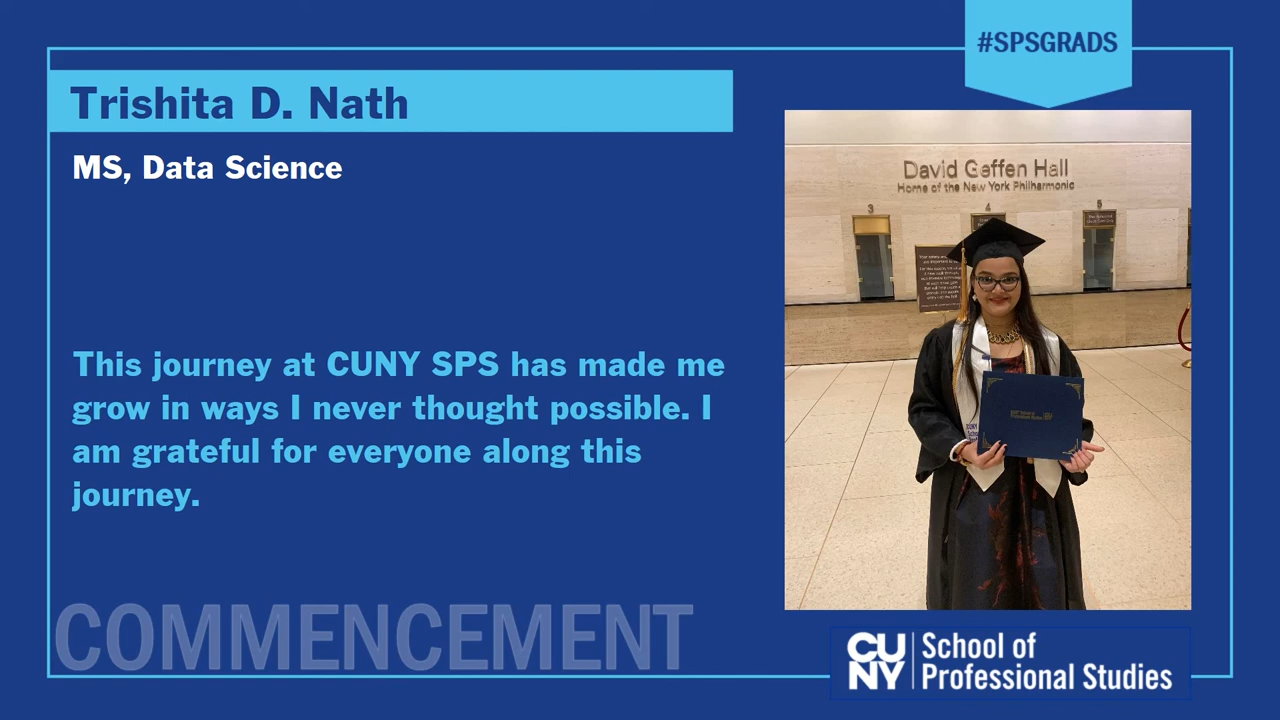 #SPSGRADS
Trishita D. Nath
MS, Data Science
This journey at CUNY SPS has made me
grow in ways I never thought possible. I
am grateful for everyone along this
journey.
COMMENCEMENT
David Geffen Hall
Home of the New York Philharmonic
3
4
5
CUNY
School of
Professional Studies